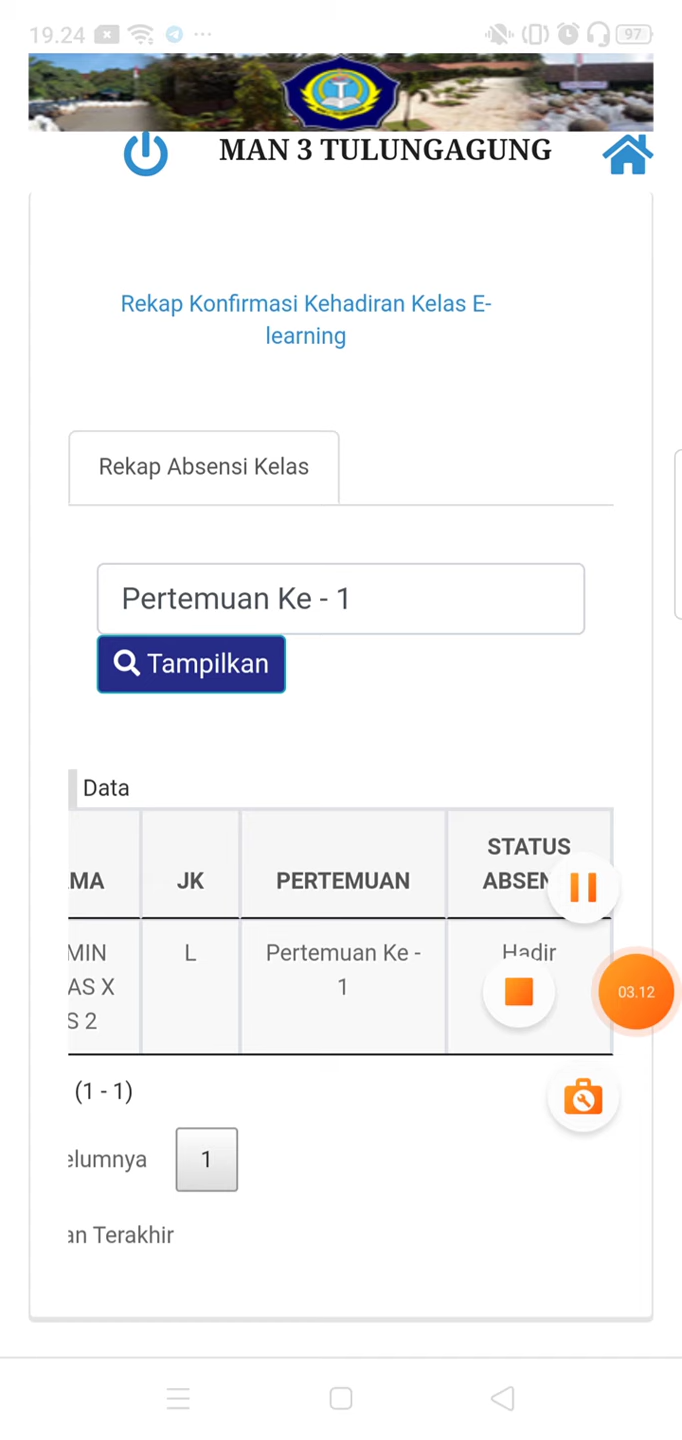 19.24
97
MAN 3 TULUNGAGUNG
Rekap Konfirmasi Kehadiran Kelas E-
learning
Rekap Absensi Kelas
Pertemuan Ke - 1
Tampilkan
Data
MA JK PERTEMUAN STATUS
ABSEN
MIN L Pertemuan Ke - Hadir
AS X 1
S 2
03.12
(1 - 1)
elumnya 1
an Terakhir